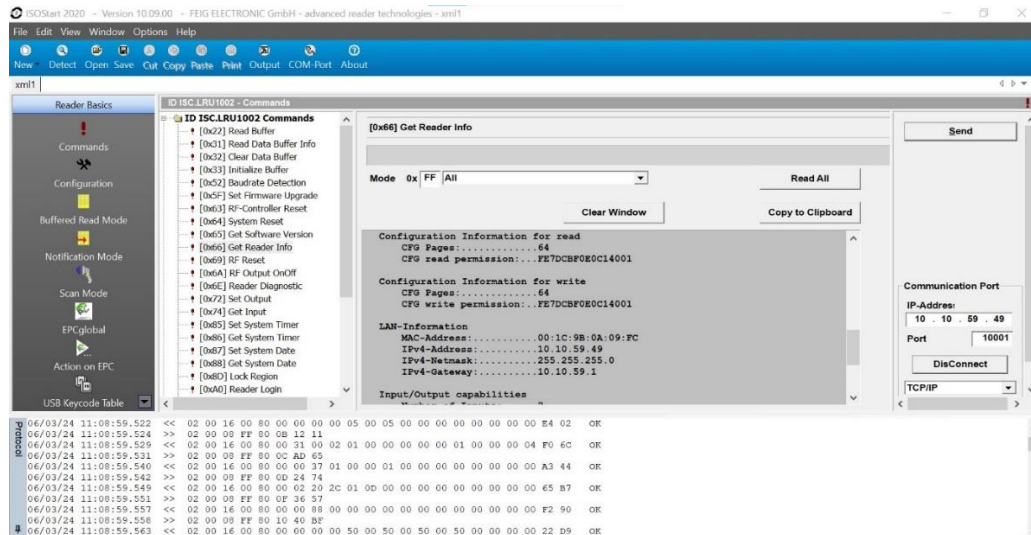 ISOStart 2020 - Version 10.09.00 - FEIG ELECTRONIC GmbH - advanced reader technologies - xml1
File Edit View Window Options Help
New Detect Open Save Cut Copy Paste Print Output COM-Port About
xml1
Reader Basics
Commands
Configuration
Buffered Read Mode
Notification Mode
Scan Mode
EPCglobal
Action on EPC
USB Keycode Table
ID ISC.LRU1002 - Commands
ID ISC.LRU1002 Commands
[0x22] Read Buffer
[0x31] Read Data Buffer Info
[0x32] Clear Data Buffer
[0x33] Initialize Buffer
[0x52] Baudrate Detection
[0x5F] Set Firmware Upgrade
[0x63] RF-Controller Reset
[0x64] System Reset
[0x65] Get Software Version
[0x66] Get Reader Info
[0x69] RF Reset
[0x6A] RF Output OnOff
[0x6E] Reader Diagnostic
[0x72] Set Output
[0x74] Get Input
[0x85] Set System Timer
[0x86] Get System Timer
[0x87] Set System Date
[0x88] Get System Date
[0x8D] Lock Region
[0xA0] Reader Login
[0x66] Get Reader Info
Mode 0x FF All
Read All
Clear Window
Copy to Clipboard
Configuration Information for read
CFG Pages:.............64
CFG read permission:...FE7DCBF0E0C14001
Configuration Information for write
CFG Pages:.............64
CFG write permission:..FE7DCBF0E0C14001
LAN-Information
MAC-Address:...........00:1C:9B:0A:09:FC
IPv4-Address:..........10.10.59.49
IPv4-Netmask:..........255.255.255.0
IPv4-Gateway:..........10.10.59.1
Input/Output capabilities
Send
Communication Port
IP-Address:
10 . 10 . 59 . 49
Port 10001
DisConnect
TCP/IP
Protocol
06/03/24 11:08:59.522 << 02 00 16 00 80 00 00 00 00 05 00 05 00 00 00 00 00 00 00 00 E4 02 OK
06/03/24 11:08:59.524 >> 02 00 08 FF 80 0B 12 11
06/03/24 11:08:59.529 << 02 00 16 00 80 00 31 00 02 01 00 00 00 00 01 00 00 00 04 F0 6C OK
06/03/24 11:08:59.531 >> 02 00 08 FF 80 0C AD 65
06/03/24 11:08:59.540 << 02 00 16 00 80 00 00 37 01 00 00 01 00 00 00 00 00 00 00 00 A3 44 OK
06/03/24 11:08:59.542 >> 02 00 08 FF 80 0D 24 74
06/03/24 11:08:59.549 << 02 00 16 00 80 00 02 20 2C 01 0D 00 00 00 00 00 00 00 00 00 65 B7 OK
06/03/24 11:08:59.551 >> 02 00 08 FF 80 0F 36 57
06/03/24 11:08:59.557 << 02 00 16 00 80 00 00 88 00 00 00 00 00 00 00 00 00 00 00 00 F2 90 OK
06/03/24 11:08:59.558 >> 02 00 08 FF 80 10 40 BF
06/03/24 11:08:59.563 << 02 00 16 00 80 00 00 00 00 50 00 50 00 50 00 50 00 00 00 00 22 D9 OK